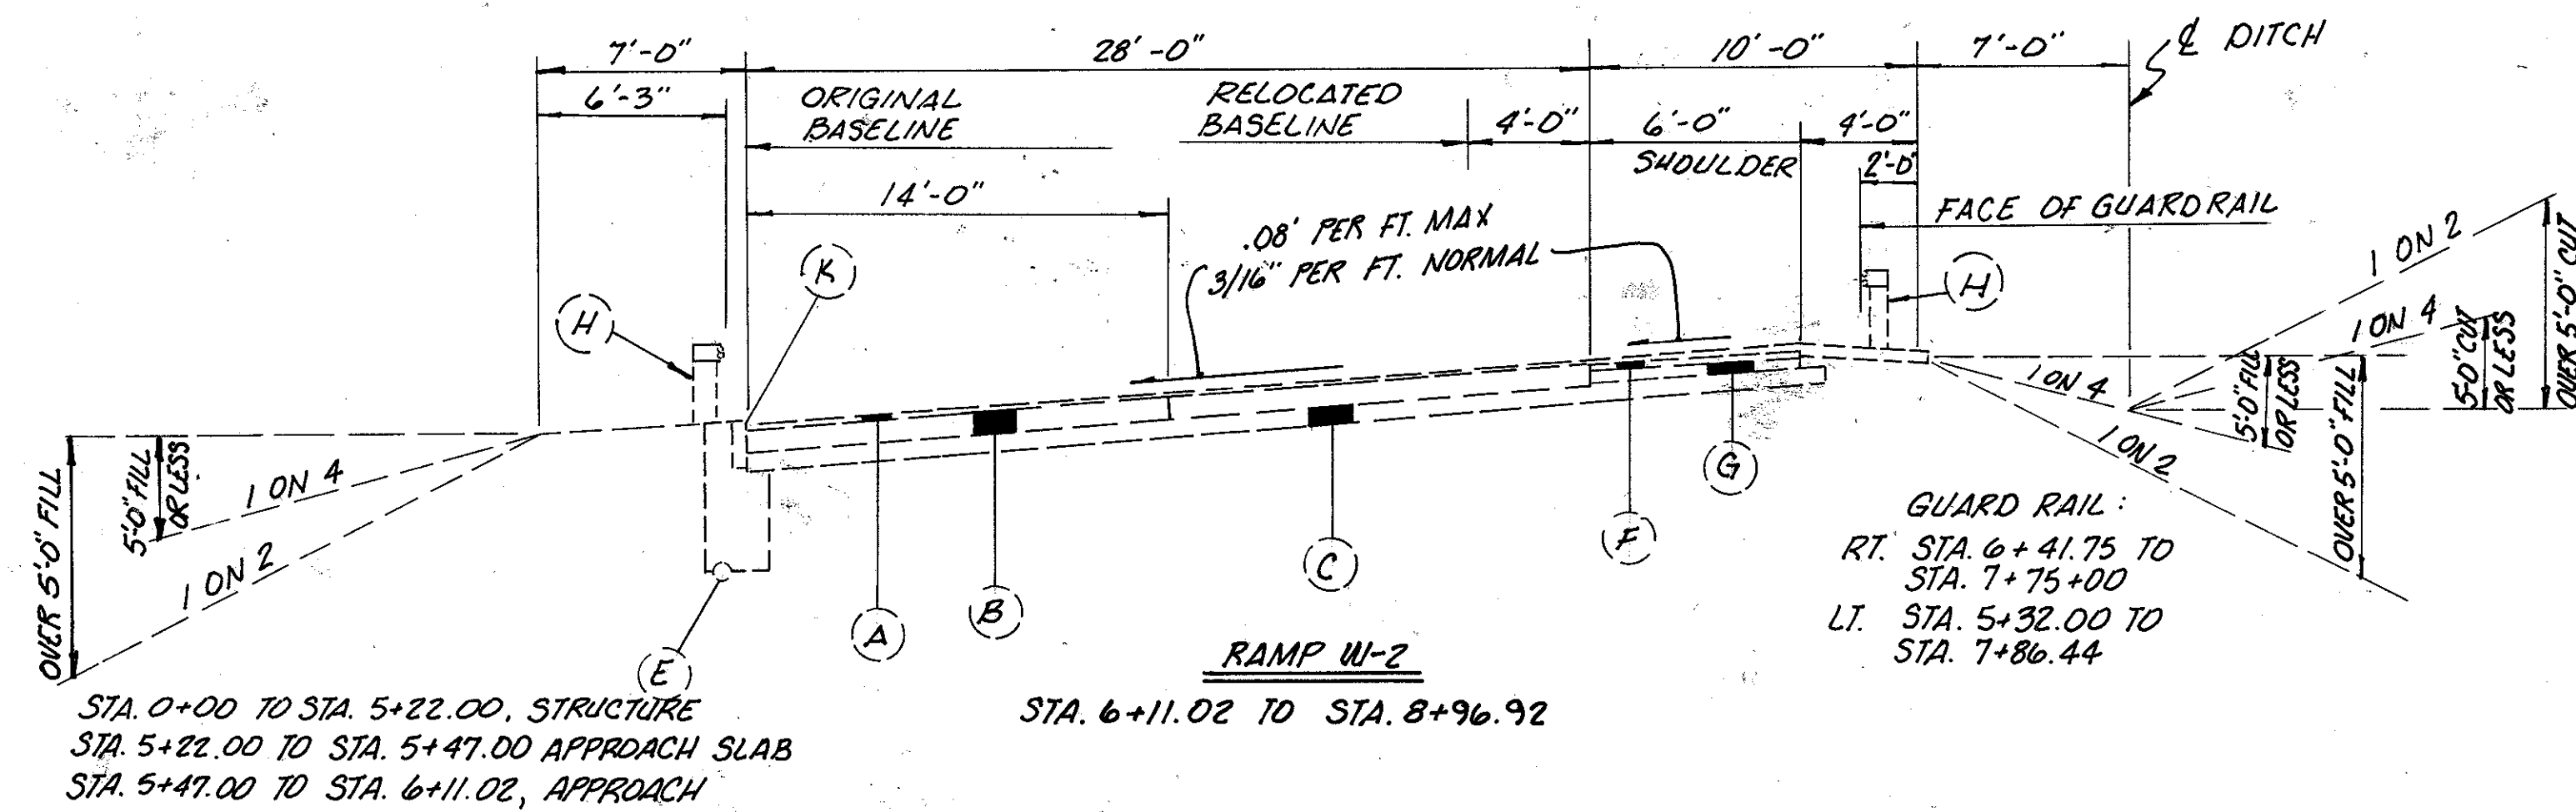 7'-0"
28'-0"
10'-0"
7'-0"
℄ DITCH
6'-3"
ORIGINAL
BASELINE
RELOCATED
BASELINE
4'-0"
6'-0"
SHOULDER
4'-0"
2'-0"
14'-0"
FACE OF GUARDRAIL
.08' PER FT. MAX
3/16" PER FT. NORMAL
K
H
H
1 ON 2
1 ON 4
5'-0" CUT
OR LESS
OVER 5'-0" CUT
1 ON 4
1 ON 2
5'-0" FILL
OR LESS
OVER 5'-0" FILL
OVER 5'-0" FILL
5'-0" FILL
OR LESS
1 ON 4
1 ON 2
E
A
B
C
F
G
GUARD RAIL :
RT. STA. 6+41.75 TO
STA. 7+75+00
LT. STA. 5+32.00 TO
STA. 7+86.44
RAMP W-2
STA. 6+11.02 TO STA. 8+96.92
STA. 0+00 TO STA. 5+22.00, STRUCTURE
STA. 5+22.00 TO STA. 5+47.00 APPROACH SLAB
STA. 5+47.00 TO STA. 6+11.02, APPROACH